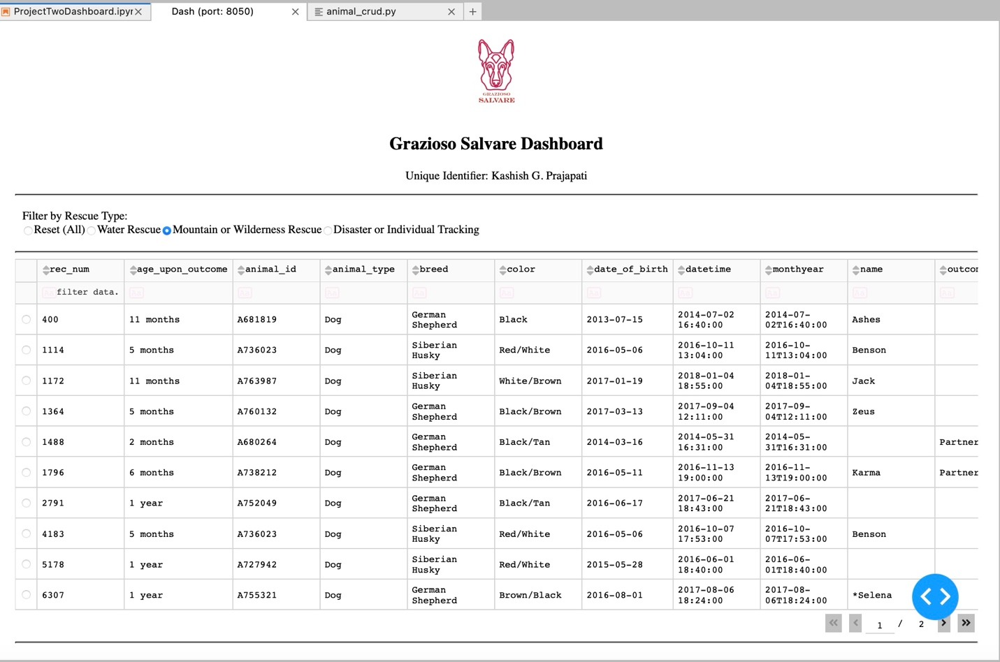 ProjectTwoDashboard.ipyr
Dash (port: 8050)
animal_crud.py
GRAZIOSO
SALVARE
Grazioso Salvare Dashboard
Unique Identifier: Kashish G. Prajapati
Filter by Rescue Type:
Reset (All) Water Rescue Mountain or Wilderness Rescue Disaster or Individual Tracking
rec_num age_upon_outcome animal_id animal_type breed color date_of_birth datetime monthyear name outcor
Aa filter data. Aa Aa Aa Aa Aa Aa Aa Aa Aa Aa
400 11 months A681819 Dog German Shepherd Black 2013-07-15 2014-07-02 16:40:00 2014-07-02T16:40:00 Ashes
1114 5 months A736023 Dog Siberian Husky Red/White 2016-05-06 2016-10-11 13:04:00 2016-10-11T13:04:00 Benson
1172 11 months A763987 Dog Siberian Husky White/Brown 2017-01-19 2018-01-04 18:55:00 2018-01-04T18:55:00 Jack
1364 5 months A760132 Dog German Shepherd Black/Brown 2017-03-13 2017-09-04 12:11:00 2017-09-04T12:11:00 Zeus
1488 2 months A680264 Dog German Shepherd Black/Tan 2014-03-16 2014-05-31 16:31:00 2014-05-31T16:31:00 Partner
1796 6 months A738212 Dog German Shepherd Black/Brown 2016-05-11 2016-11-13 19:00:00 2016-11-13T19:00:00 Karma Partner
2791 1 year A752049 Dog German Shepherd Black/Tan 2016-06-17 2017-06-21 18:43:00 2017-06-21T18:43:00
4183 5 months A736023 Dog Siberian Husky Red/White 2016-05-06 2016-10-07 17:53:00 2016-10-07T17:53:00 Benson
5178 1 year A727942 Dog Siberian Husky Red/White 2015-05-28 2016-06-01 18:40:00 2016-06-01T18:40:00
6307 1 year A755321 Dog German Shepherd Brown/Black 2016-08-01 2017-08-06 18:24:00 2017-08-06T18:24:00 *Selena
1 / 2